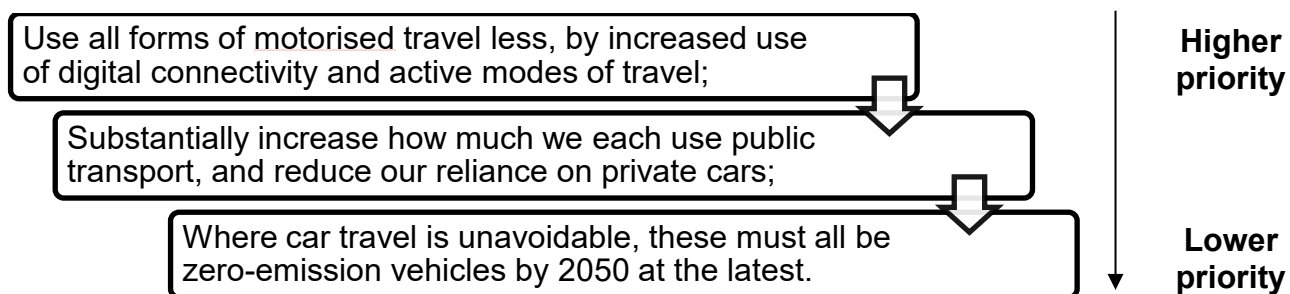 Use all forms of motorised travel less, by increased use
of digital connectivity and active modes of travel;
Higher
priority
Substantially increase how much we each use public
transport, and reduce our reliance on private cars;
Where car travel is unavoidable, these must all be
zero-emission vehicles by 2050 at the latest.
Lower
priority